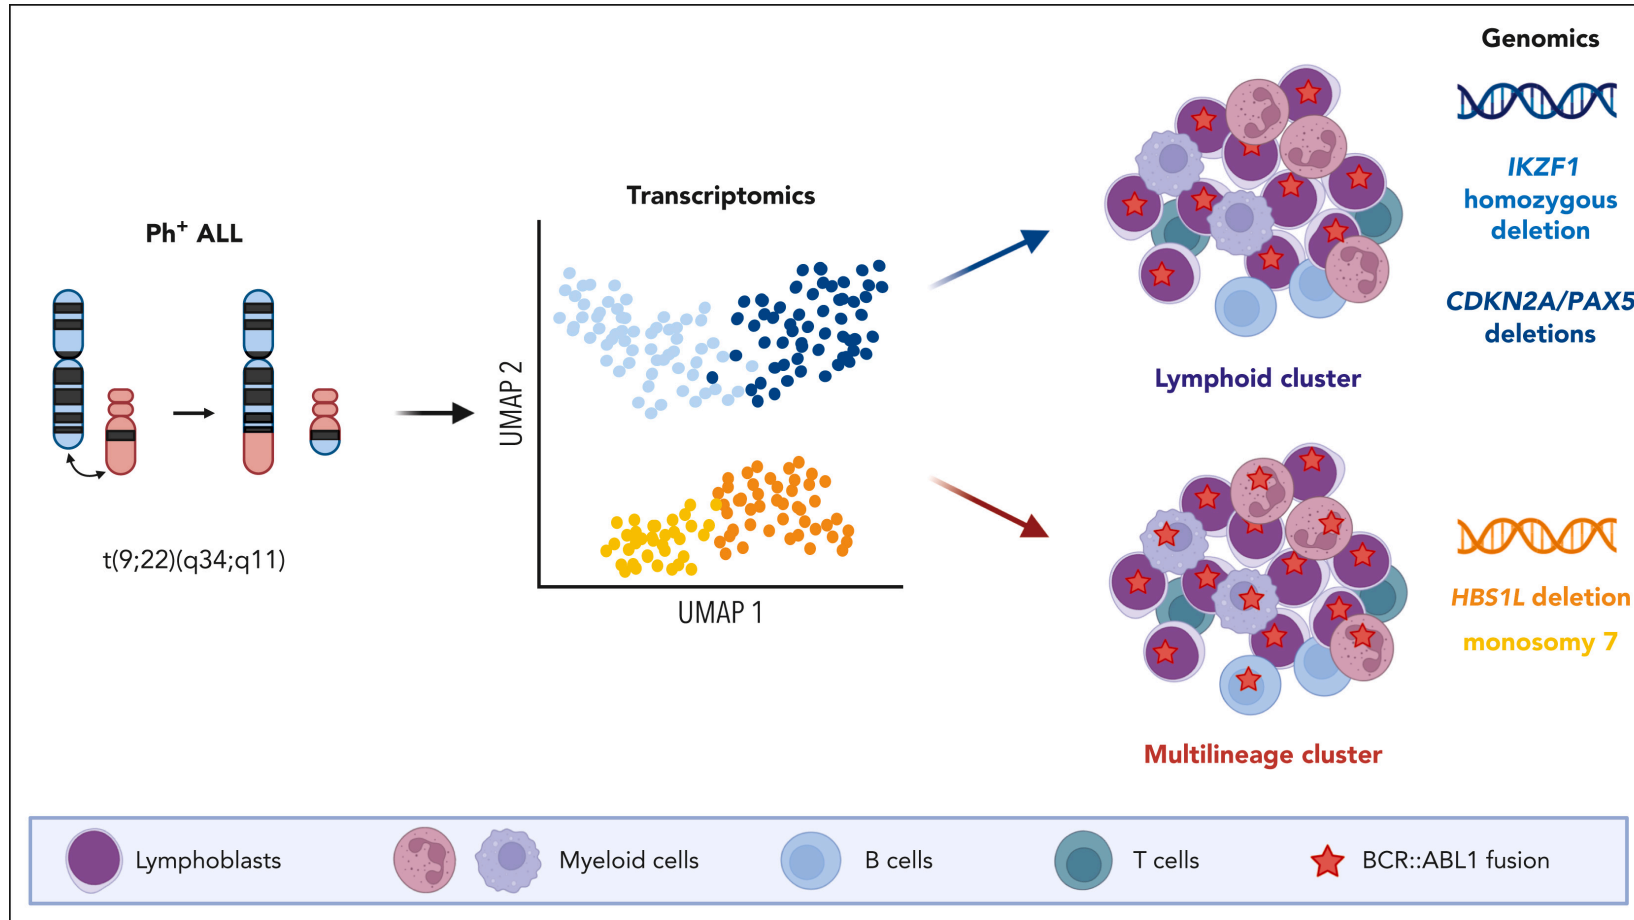 Ph⁺ ALL
t(9;22)(q34;q11)
Transcriptomics
UMAP 2
UMAP 1
Genomics
IKZF1
homozygous
deletion
CDKN2A/PAX5
deletions
Lymphoid cluster
HBS1L deletion
monosomy 7
Multilineage cluster
Lymphoblasts
Myeloid cells
B cells
T cells
BCR::ABL1 fusion